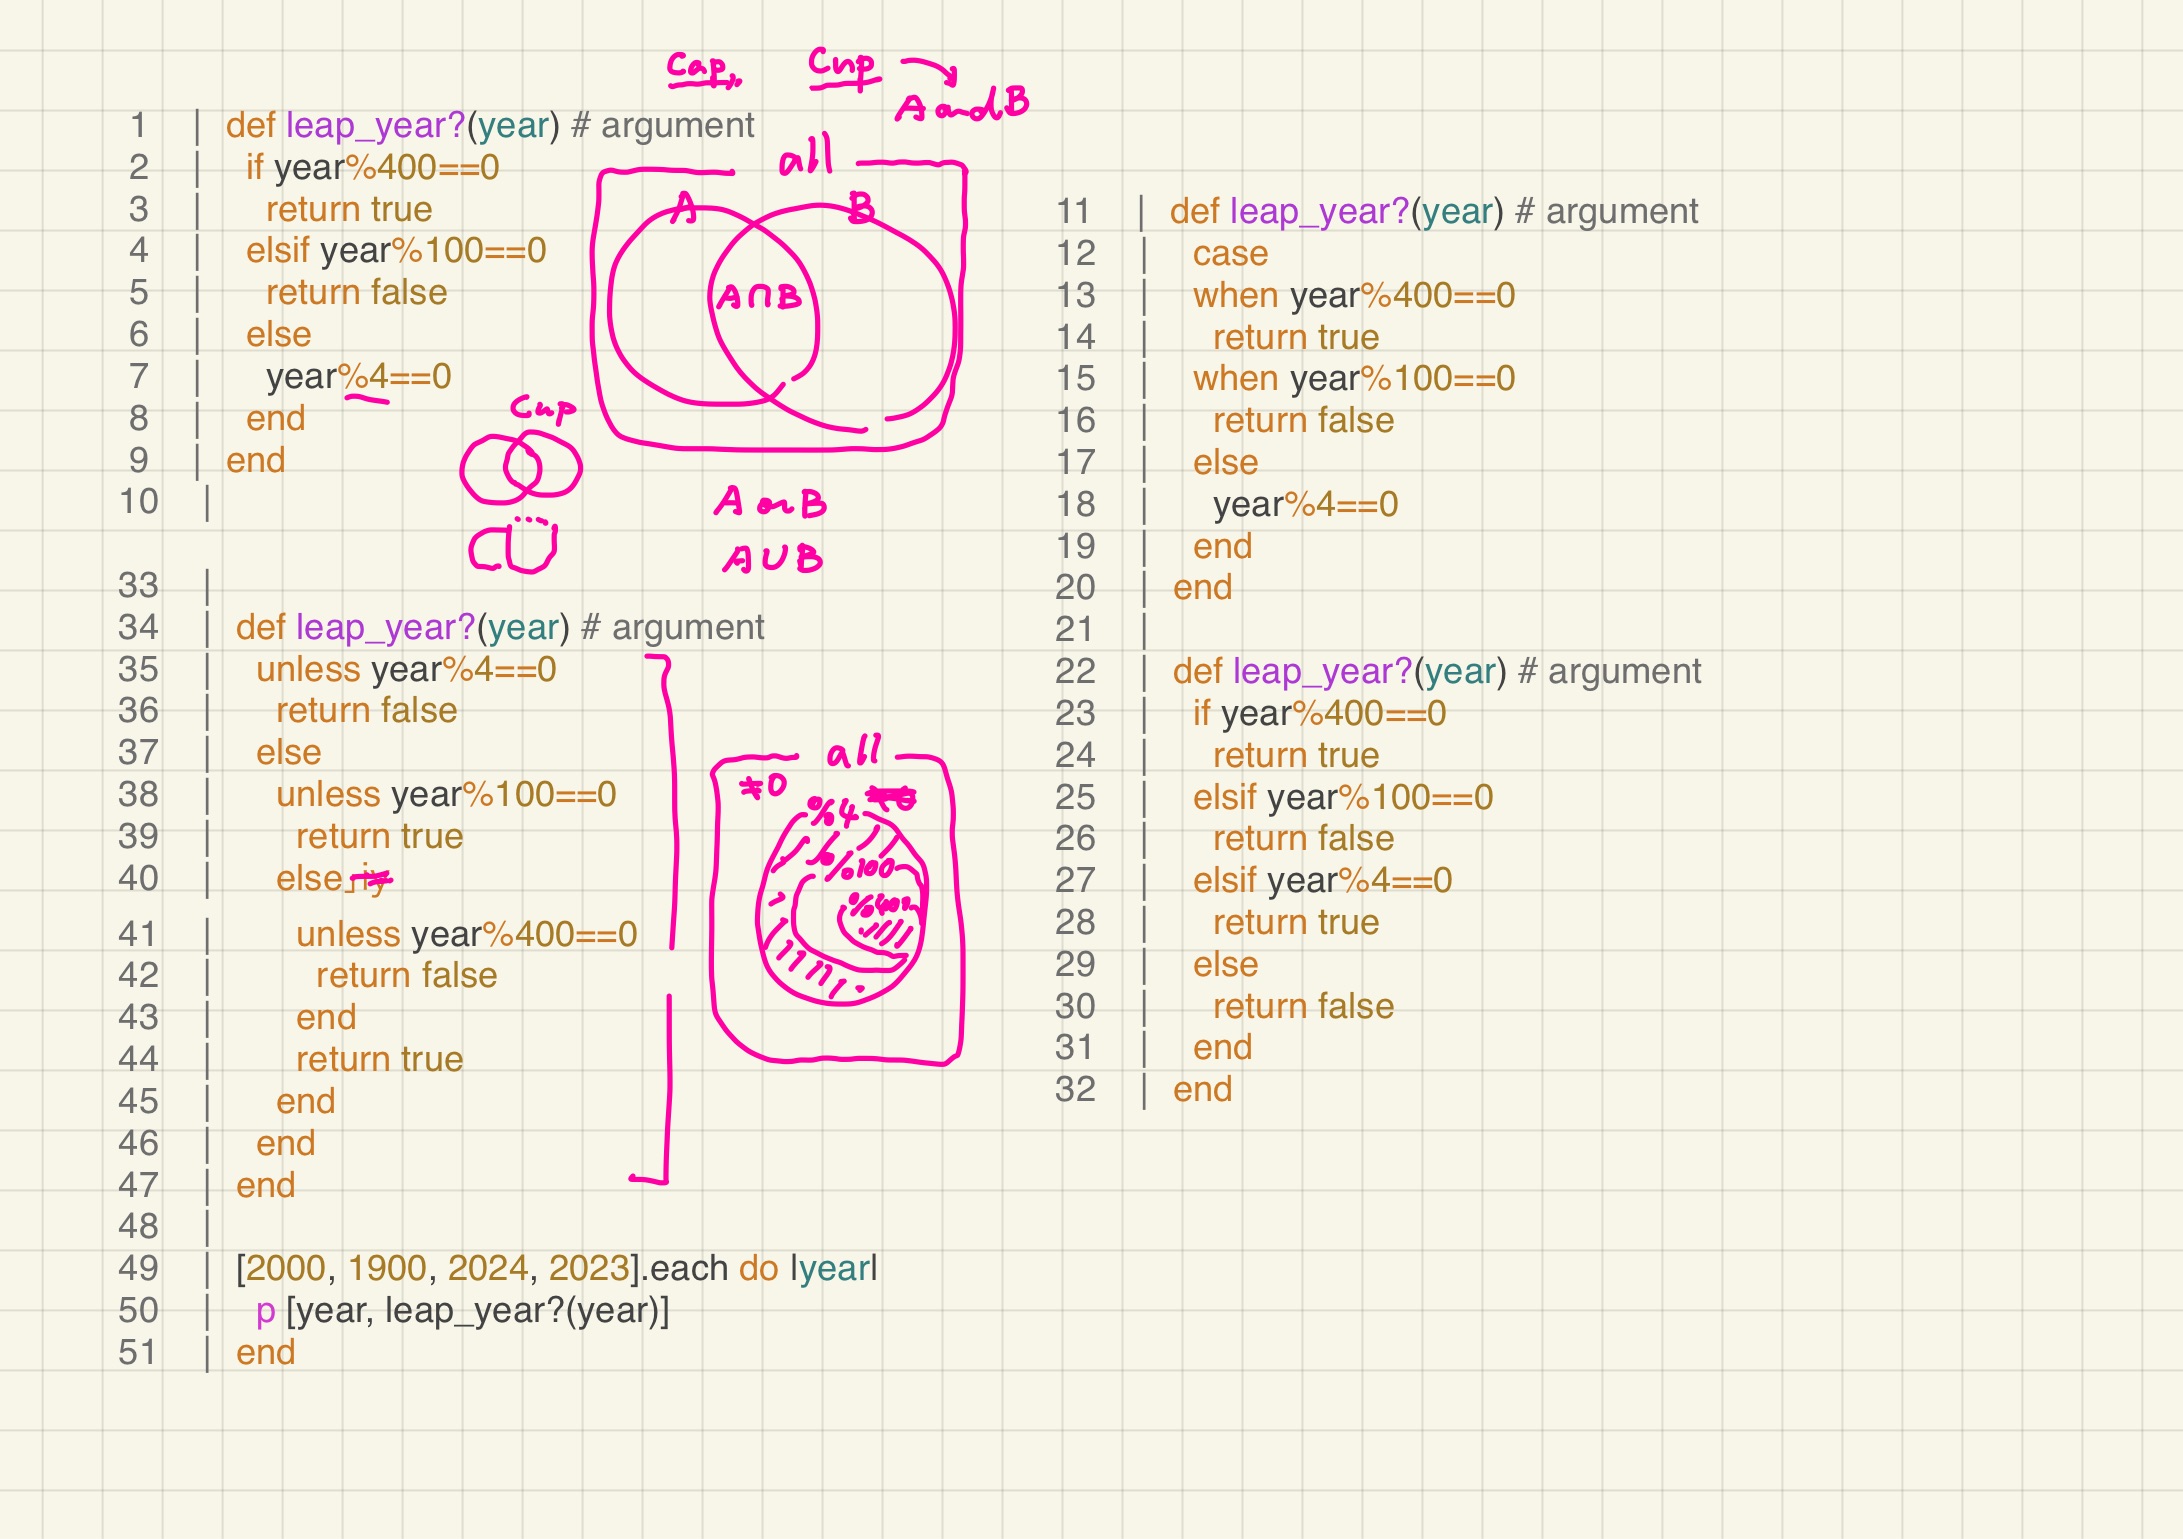 Cap, Cup
A and B
1 | def leap_year?(year) # argument
2 | if year%400==0
3 | return true
4 | elsif year%100==0
5 | return false
6 | else
7 | year%4==0
8 | end
9 | end
10 |
all
A B
A∩B
Cup
A or B
A∪B
33 |
34 | def leap_year?(year) # argument
35 | unless year%4==0
36 | return false
37 | else
38 | unless year%100==0
39 | return true
40 | else
41 | unless year%400==0
42 | return false
43 | end
44 | return true
45 | end
46 | end
47 | end
48 |
49 | [2000, 1900, 2024, 2023].each do |year|
50 | p [year, leap_year?(year)]
51 | end
all
≠0
%4
%100
%400
11 | def leap_year?(year) # argument
12 | case
13 | when year%400==0
14 | return true
15 | when year%100==0
16 | return false
17 | else
18 | year%4==0
19 | end
20 | end
21 |
22 | def leap_year?(year) # argument
23 | if year%400==0
24 | return true
25 | elsif year%100==0
26 | return false
27 | elsif year%4==0
28 | return true
29 | else
30 | return false
31 | end
32 | end